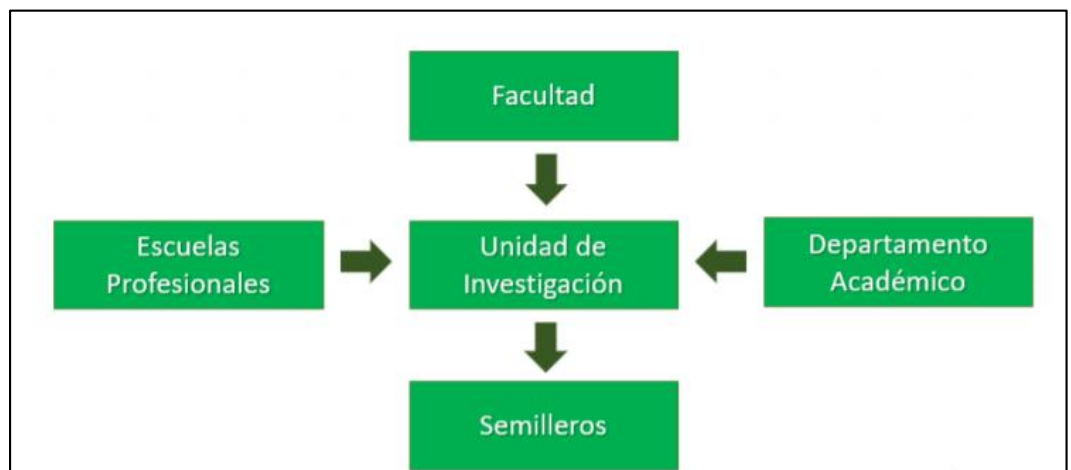 Facultad
Escuelas
Profesionales
Unidad de
Investigación
Departamento
Académico
Semilleros